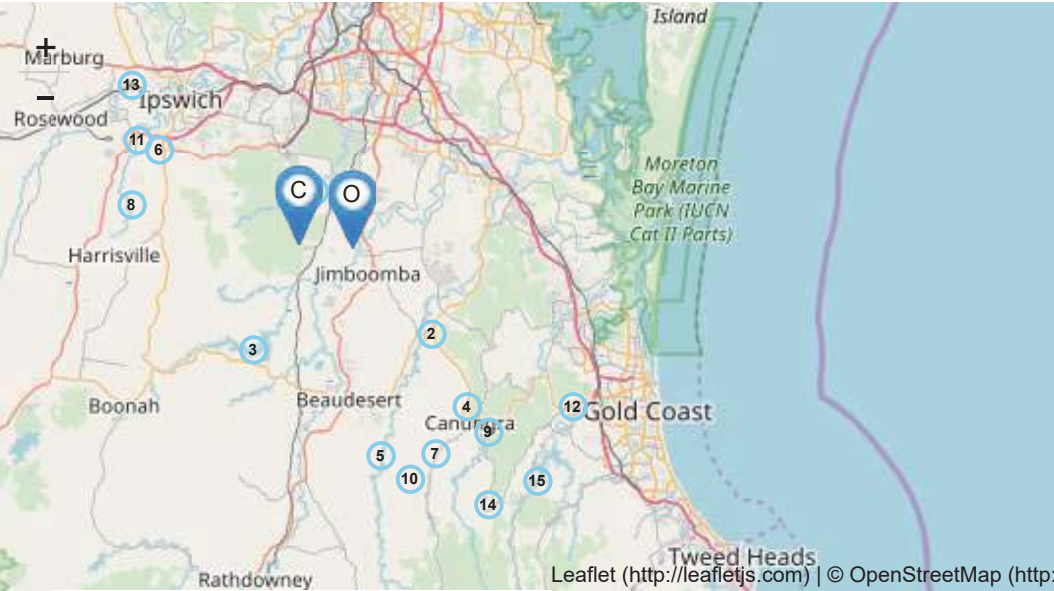 Island
+
Marburg
−
13
Ipswich
Rosewood
11
6
Moreton
Bay Marine
Park (IUCN
Cat II Parts)
C
O
8
Harrisville
Jimboomba
2
3
Beaudesert
Boonah
4
12
Gold Coast
Canungra
9
5
7
10
15
14
Tweed Heads
Rathdowney
Leaflet (http://leafletjs.com) | © OpenStreetMap (http: